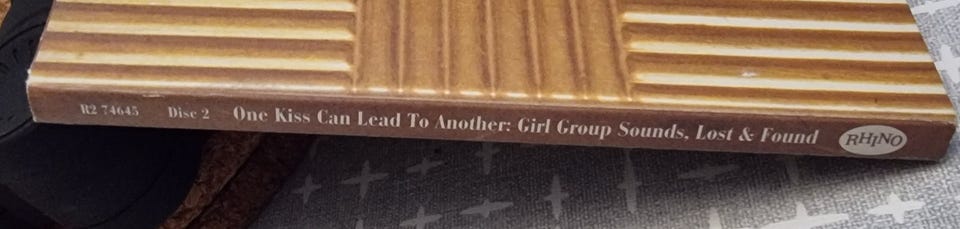 R2 74645 Disc 2 One Kiss Can Lead To Another: Girl Group Sounds, Lost & Found RHINO